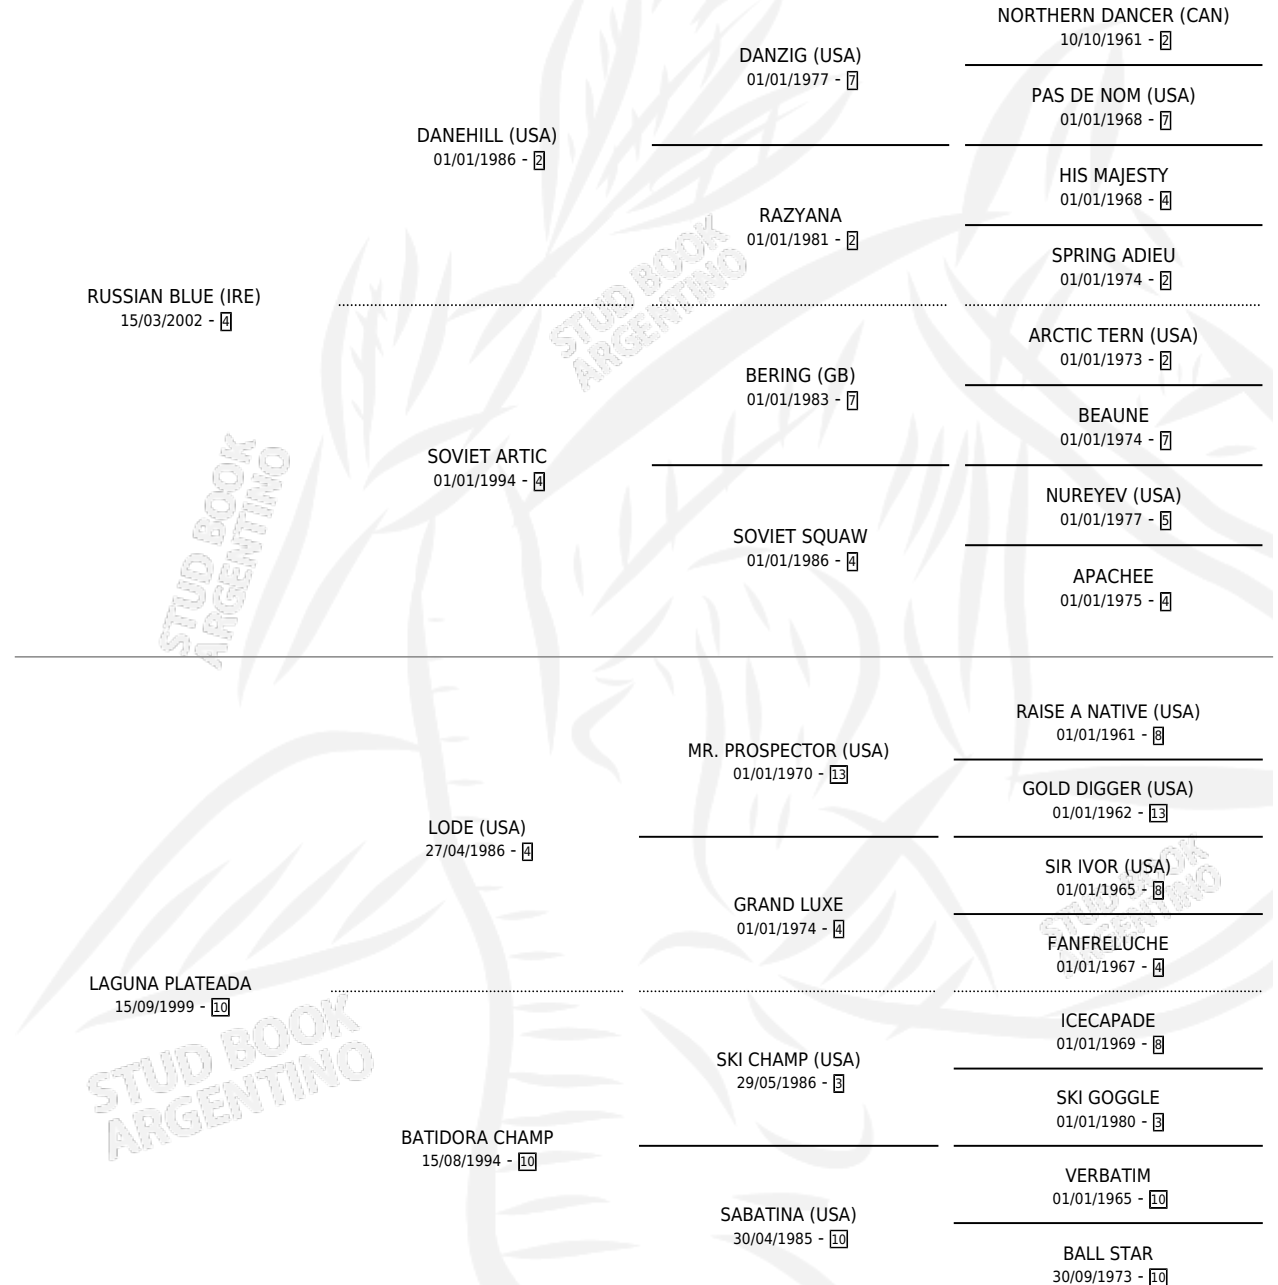 NORTHERN DANCER (CAN)
10/10/1961 - 2
DANZIG (USA)
01/01/1977 - 7
PAS DE NOM (USA)
01/01/1968 - 7
DANEHILL (USA)
01/01/1986 - 2
HIS MAJESTY
01/01/1968 - 4
RAZYANA
01/01/1981 - 2
SPRING ADIEU
01/01/1974 - 2
RUSSIAN BLUE (IRE)
15/03/2002 - 4
ARCTIC TERN (USA)
01/01/1973 - 2
BERING (GB)
01/01/1983 - 7
BEAUNE
01/01/1974 - 7
SOVIET ARTIC
01/01/1994 - 4
NUREYEV (USA)
01/01/1977 - 5
SOVIET SQUAW
01/01/1986 - 4
APACHEE
01/01/1975 - 4
RAISE A NATIVE (USA)
01/01/1961 - 8
MR. PROSPECTOR (USA)
01/01/1970 - 13
GOLD DIGGER (USA)
01/01/1962 - 13
LODE (USA)
27/04/1986 - 4
SIR IVOR (USA)
01/01/1965 - 8
GRAND LUXE
01/01/1974 - 4
FANFRELUCHE
01/01/1967 - 4
LAGUNA PLATEADA
15/09/1999 - 10
ICECAPADE
01/01/1969 - 8
SKI CHAMP (USA)
29/05/1986 - 3
SKI GOGGLE
01/01/1980 - 3
BATIDORA CHAMP
15/08/1994 - 10
VERBATIM
01/01/1965 - 10
SABATINA (USA)
30/04/1985 - 10
BALL STAR
30/09/1973 - 10
STUD BOOK
ARGENTINO
STUD BOOK
ARGENTINO
STUD BOOK
ARGENTINO
STUD BOOK
ARGENTINO